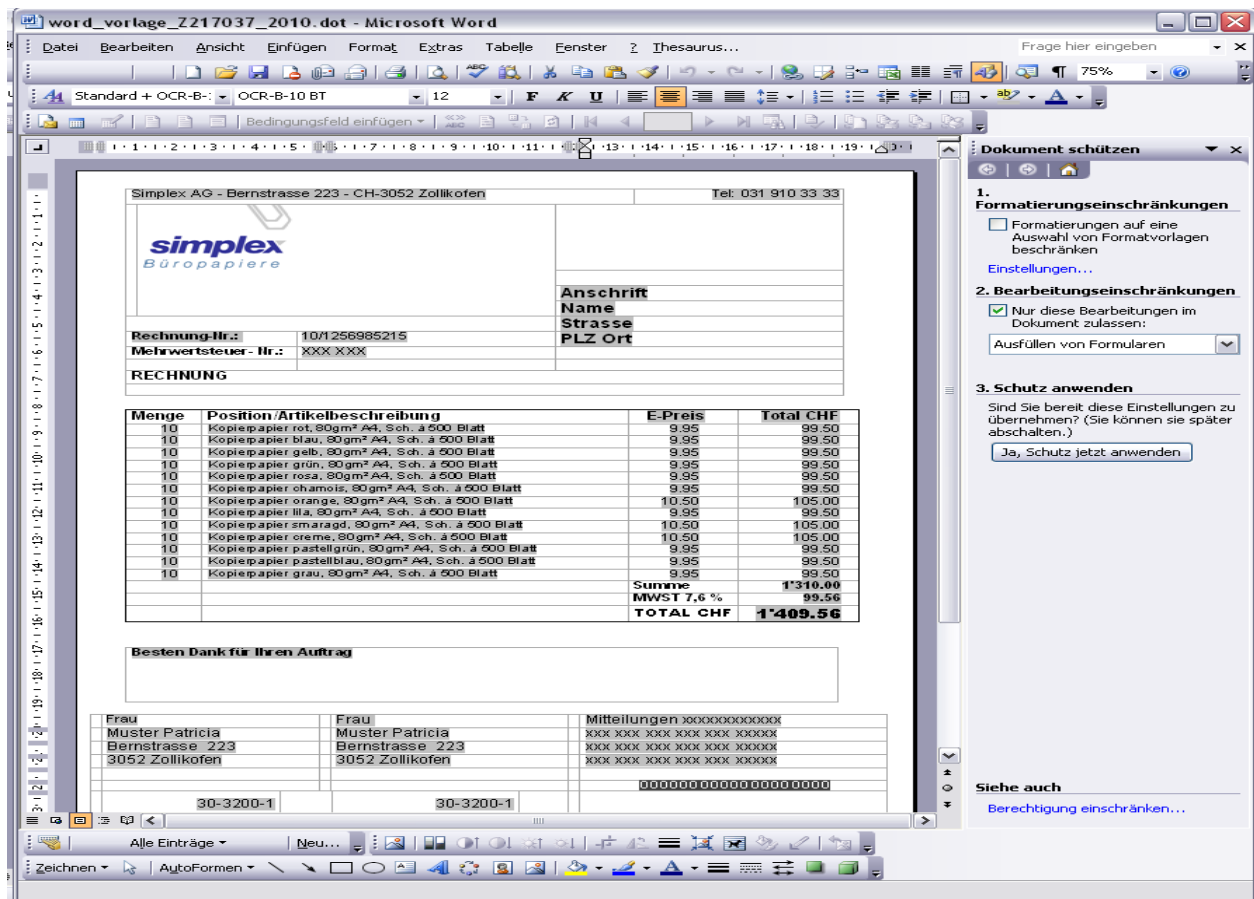 word_vorlage_Z217037_2010.dot - Microsoft Word
Datei Bearbeiten Ansicht Einfügen Format Extras Tabelle Fenster ? Thesaurus... Frage hier eingeben
75%
Standard + OCR-B-: OCR-B-10 BT 12 F K U
Bedingungsfeld einfügen
1 2 3 4 5 7 8 9 10 11 13 14 15 16 17 18 19
Simplex AG - Bernstrasse 223 - CH-3052 Zollikofen Tel: 031 910 33 33
simplex
Büropapiere
Anschrift
Name
Strasse
PLZ Ort
Rechnung-Nr.: 10/1256985215
Mehrwertsteuer- Nr.: XXX XXX
RECHNUNG
Menge Position/Artikelbeschreibung E-Preis Total CHF
10 Kopierpapier rot, 80gm² A4, Sch. à 500 Blatt 9.95 99.50
10 Kopierpapier blau, 80gm² A4, Sch. à 500 Blatt 9.95 99.50
10 Kopierpapier gelb, 80gm² A4, Sch. à 500 Blatt 9.95 99.50
10 Kopierpapier grün, 80gm² A4, Sch. à 500 Blatt 9.95 99.50
10 Kopierpapier rosa, 80gm² A4, Sch. à 500 Blatt 9.95 99.50
10 Kopierpapier chamois, 80gm² A4, Sch. à 500 Blatt 9.95 99.50
10 Kopierpapier orange, 80gm² A4, Sch. à 500 Blatt 10.50 105.00
10 Kopierpapier lila, 80gm² A4, Sch. à 500 Blatt 9.95 99.50
10 Kopierpapier smaragd, 80gm² A4, Sch. à 500 Blatt 10.50 105.00
10 Kopierpapier creme, 80gm² A4, Sch. à 500 Blatt 10.50 105.00
10 Kopierpapier pastellgrün, 80gm² A4, Sch. à 500 Blatt 9.95 99.50
10 Kopierpapier pastellblau, 80gm² A4, Sch. à 500 Blatt 9.95 99.50
10 Kopierpapier grau, 80gm² A4, Sch. à 500 Blatt 9.95 99.50
Summe 1'310.00
MWST 7,6 % 99.56
TOTAL CHF 1'409.56
Besten Dank für Ihren Auftrag
Frau Frau Mitteilungen xxxxxxxxxxxx
Muster Patricia Muster Patricia xxx xxx xxx xxx xxx xxxxx
Bernstrasse 223 Bernstrasse 223 xxx xxx xxx xxx xxx xxxxx
3052 Zollikofen 3052 Zollikofen xxx xxx xxx xxx xxx xxxxx
30-3200-1 30-3200-1
Dokument schützen
1.
Formatierungseinschränkungen
Formatierungen auf eine
Auswahl von Formatvorlagen
beschränken
Einstellungen...
2. Bearbeitungseinschränkungen
Nur diese Bearbeitungen im
Dokument zulassen:
Ausfüllen von Formularen
3. Schutz anwenden
Sind Sie bereit diese Einstellungen zu
übernehmen? (Sie können sie später
abschalten.)
Ja, Schutz jetzt anwenden
Siehe auch
Berechtigung einschränken...
Alle Einträge Neu...
Zeichnen AutoFormen